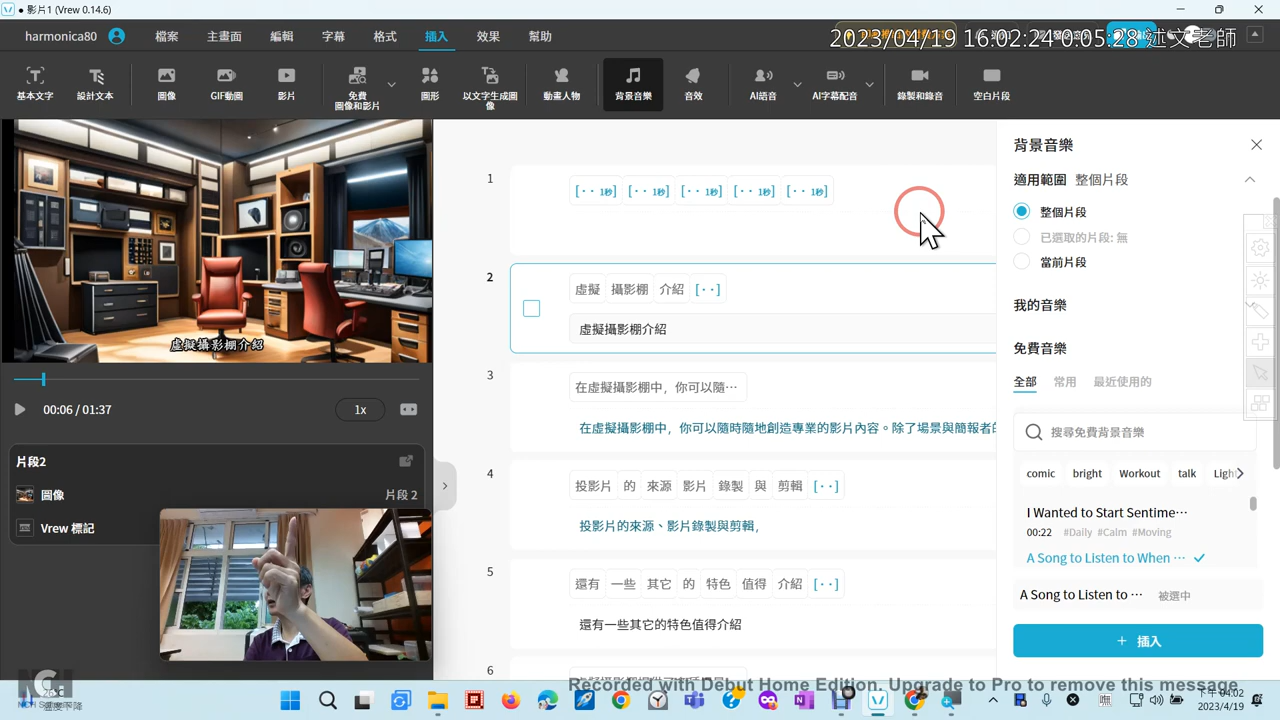 ● 影片1 (Vrew 0.14.6)
harmonica80 檔案 主畫面 編輯 字幕 格式 插入 效果 幫助
2023/04/19 16:02:24 0:05:28 述文老師
基本文字 設計文本 圖像 GIF動圖 影片 免費圖像和影片 圖形 以文字生成圖像 動畫人物 背景音樂 音效 AI語音 AI字幕配音 錄製和錄音 空白片段
虛擬攝影棚介紹
00:06 / 01:37 1x
片段2
圖像 片段 2
Vrew 標記
1
[·· 1秒] [·· 1秒] [·· 1秒] [·· 1秒] [·· 1秒]
2
虛擬 攝影棚 介紹 [··]
虛擬攝影棚介紹
3
在虛擬攝影棚中，你可以隨···
在虛擬攝影棚中，你可以隨時隨地創造專業的影片內容。除了場景與簡報者的
4
投影片 的 來源 影片 錄製 與 剪輯 [··]
投影片的來源、影片錄製與剪輯,
5
還有 一些 其它 的 特色 值得 介紹 [··]
還有一些其它的特色值得介紹
6
背景音樂
適用範圍 整個片段
整個片段
已選取的片段: 無
當前片段
我的音樂
免費音樂
全部 常用 最近使用的
搜尋免費背景音樂
comic bright Workout talk Ligh
I Wanted to Start Sentime···
00:22 #Daily #Calm #Moving
A Song to Listen to When ···
A Song to Listen to ··· 被選中
+ 插入
Recorded with Debut Home Edition. Upgrade to Pro to remove this message
NCH
溫度下降
下午 04:02
2023/4/19